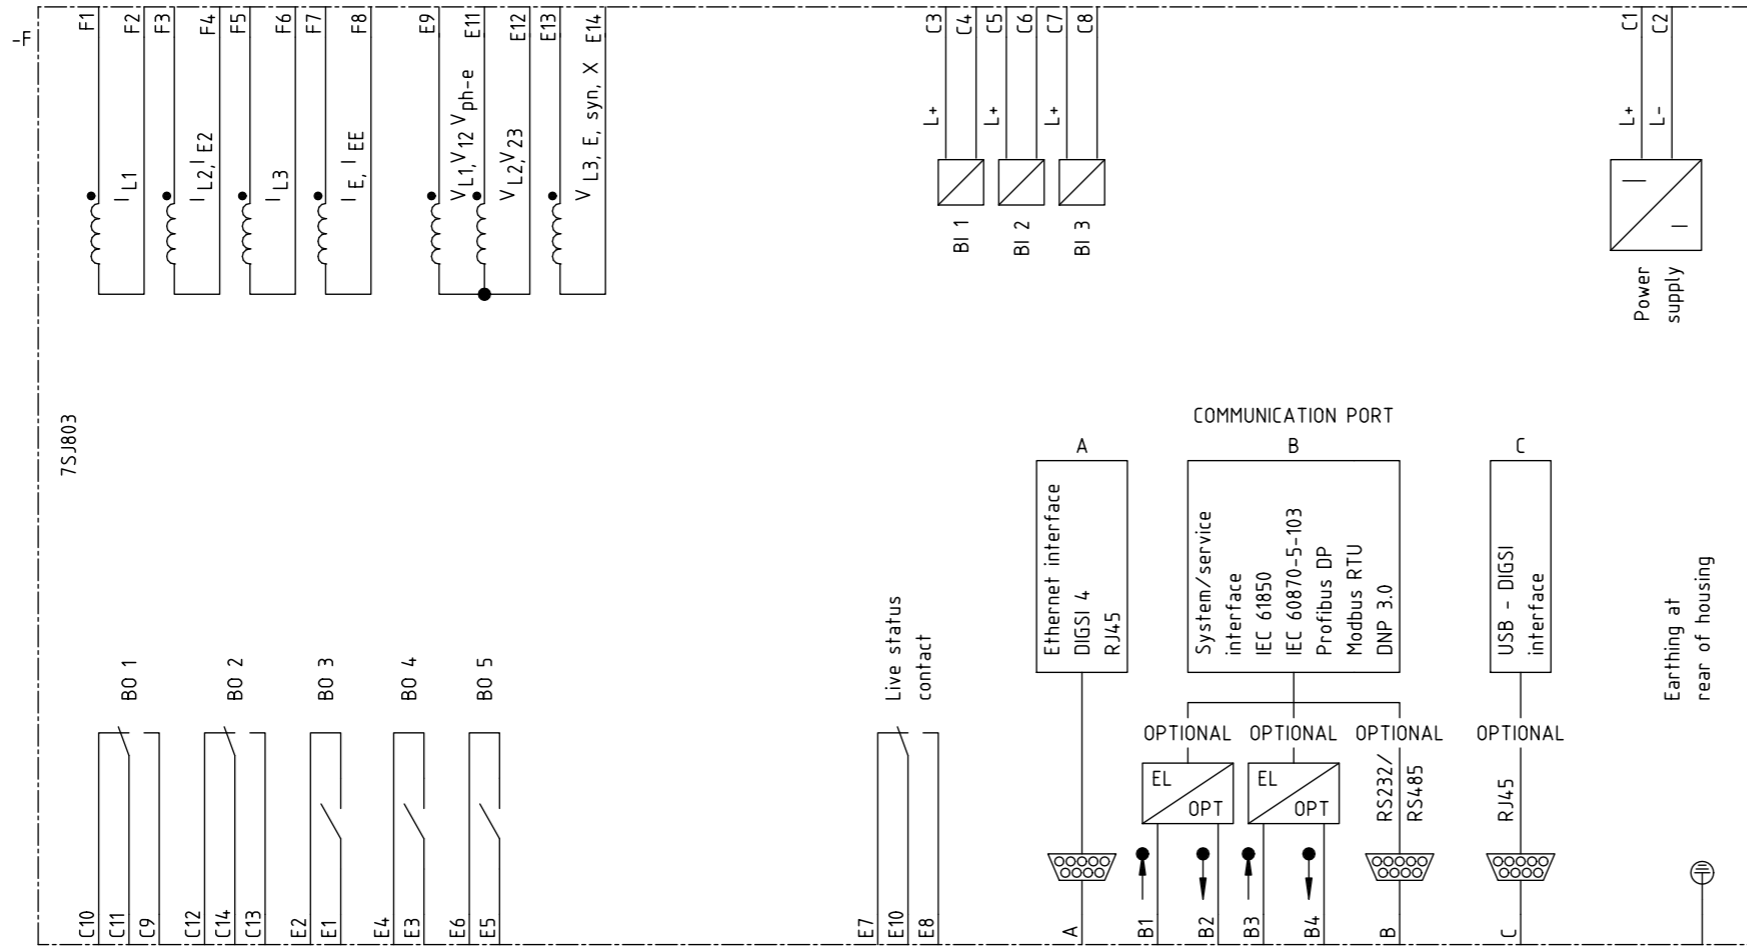 -F
F1
F2
F3
F4
F5
F6
F7
F8
E9
E11
E12
E13
E14
C3
C4
C5
C6
C7
C8
C1
C2
I L1
I L2, I E2
I L3
I E, I EE
V L1, V 12 V ph-e
V L2, V 23
V L3, E, syn, X
L+
L+
L+
L+
L-
BI 1
BI 2
BI 3
Power
supply
7SJ803
COMMUNICATION PORT
A
B
C
Ethernet interface
DIGSI 4
RJ45
System/service
interface
IEC 61850
IEC 60870-5-103
Profibus DP
Modbus RTU
DNP 3.0
USB - DIGSI
interface
Earthing at
rear of housing
BO 1
BO 2
BO 3
BO 4
BO 5
Live status
contact
OPTIONAL
OPTIONAL
OPTIONAL
OPTIONAL
EL
OPT
EL
OPT
RS232/
RS485
RJ45
C10
C11
C9
C12
C14
C13
E2
E1
E4
E3
E6
E5
E7
E10
E8
A
B1
B2
B3
B4
B
C